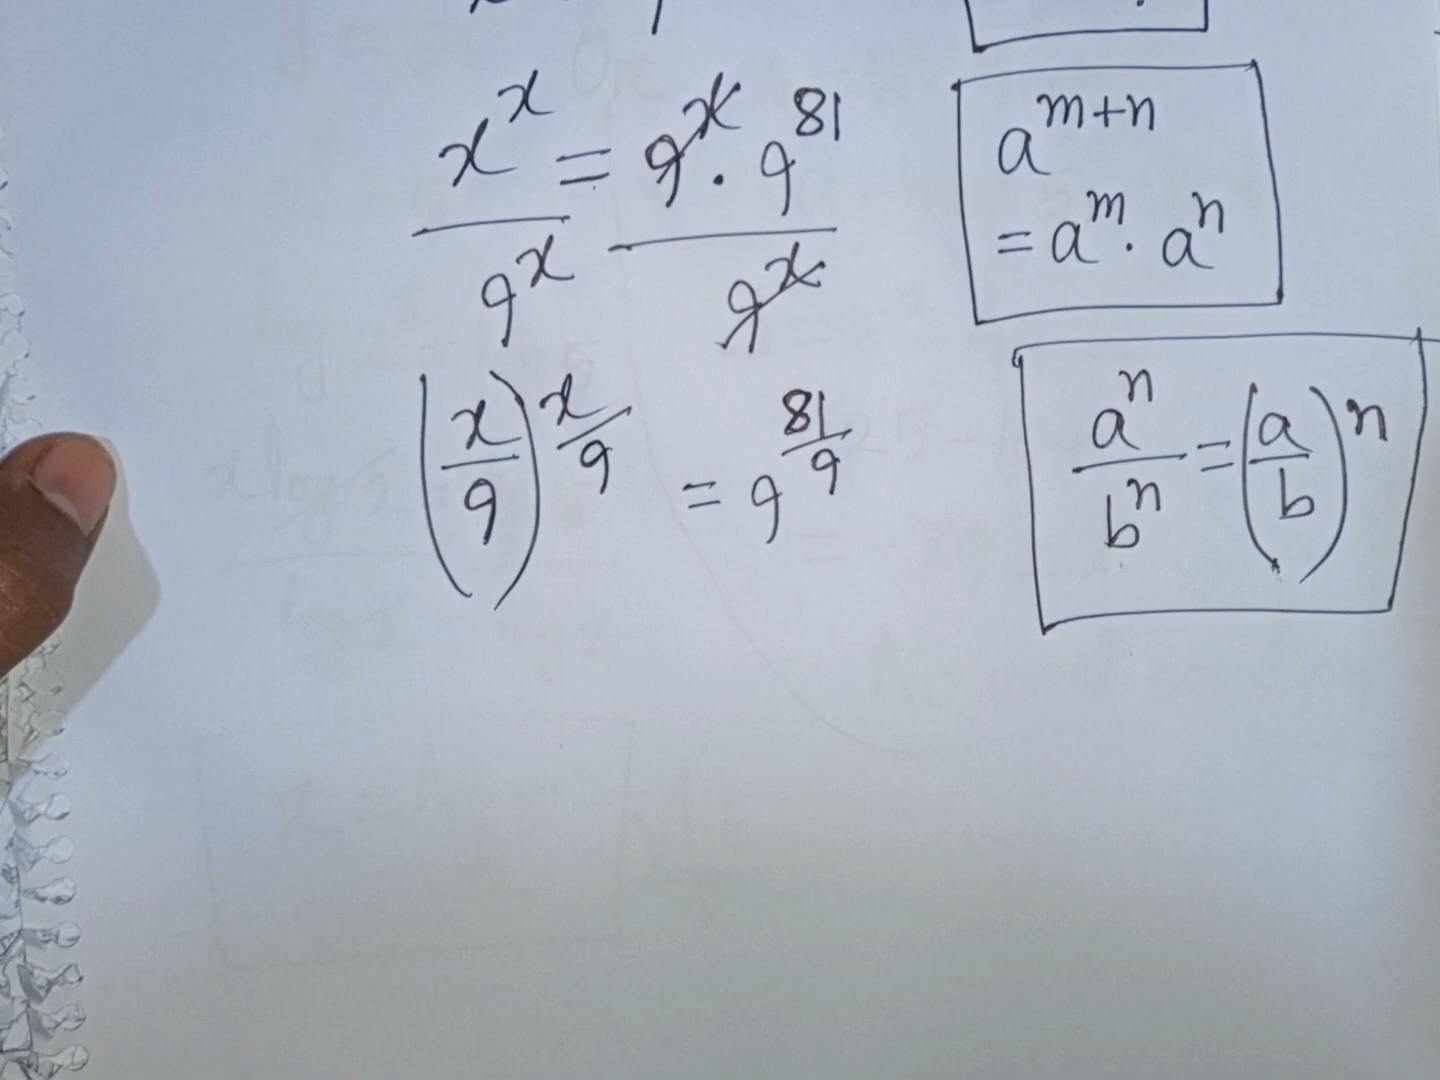 x^x / 9^x = 9^x · 9^81 / 9^x
a^(m+n)
= a^m · a^n
(x/9)^(x/9) = 9^(81/9)
a^n / b^n = (a/b)^n